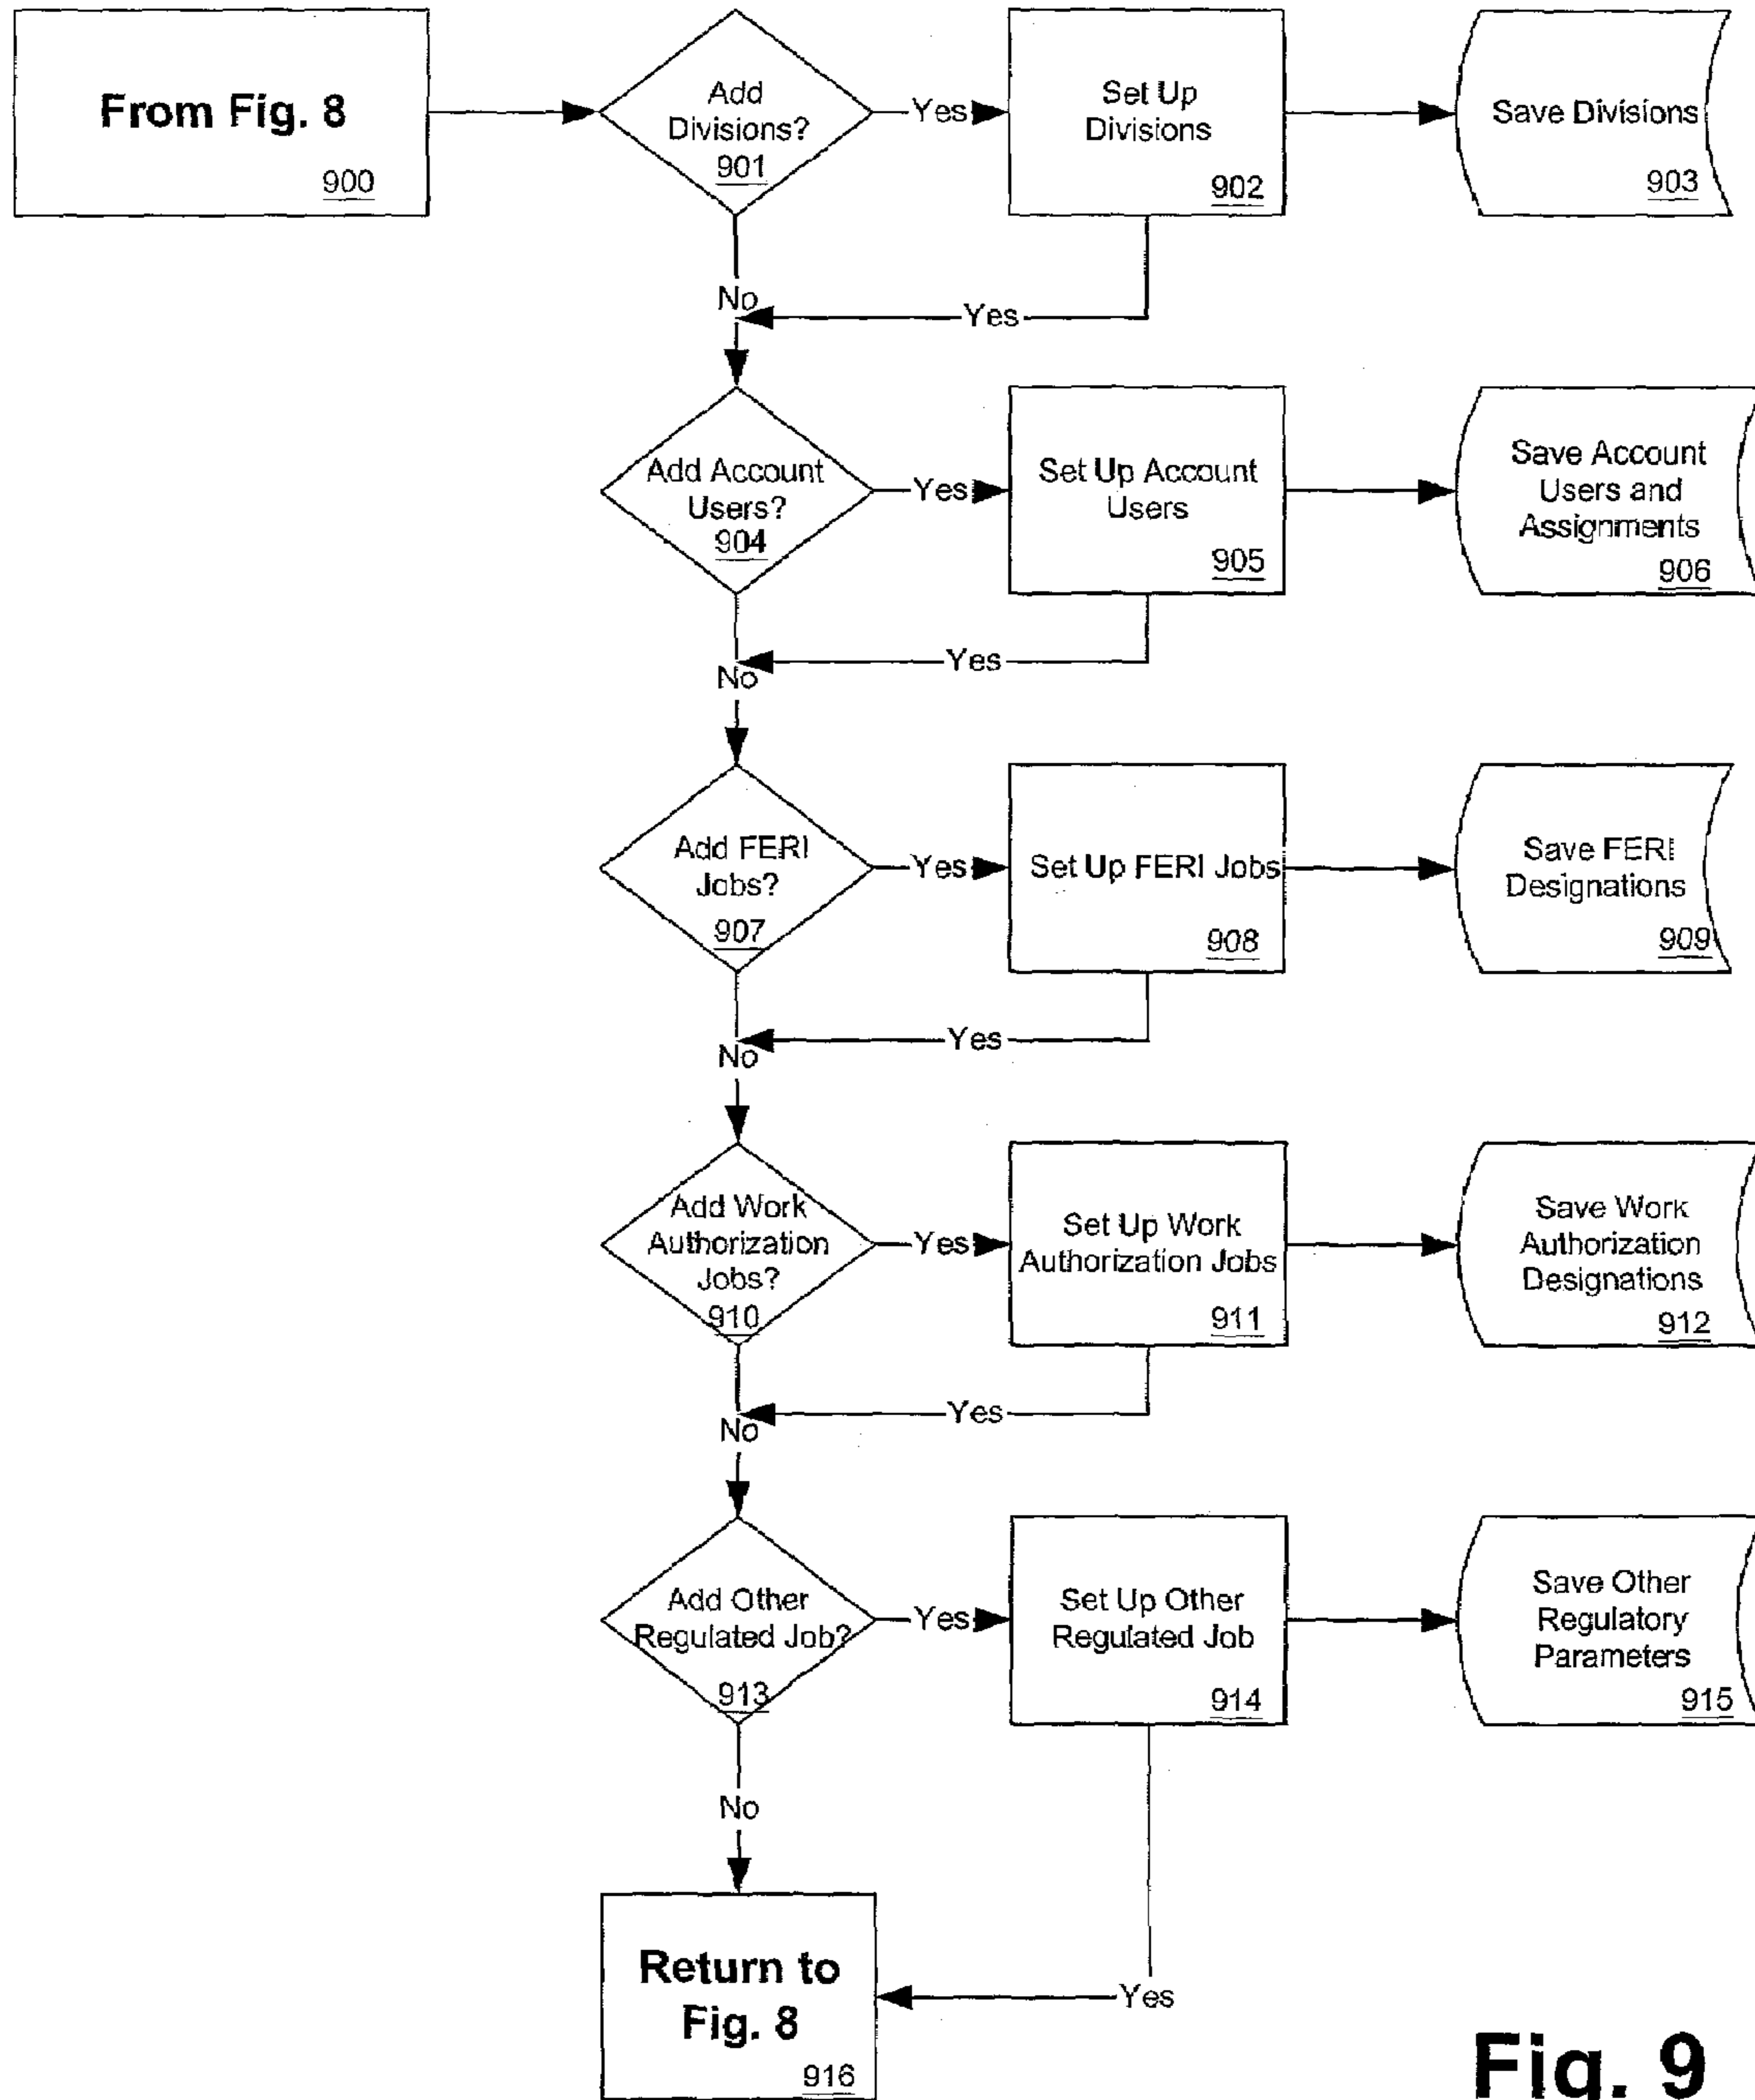 From Fig. 8
900
Add
Divisions?
901
Yes
Set Up
Divisions
902
Save Divisions
903
No
Yes
Add Account
Users?
904
Yes
Set Up Account
Users
905
Save Account
Users and
Assignments
906
Yes
No
Add FERI
Jobs?
907
Yes
Set Up FERI Jobs
908
Save FERI
Designations
909
Yes
No
Add Work
Authorization
Jobs?
910
Yes
Set Up Work
Authorization Jobs
911
Save Work
Authorization
Designations
912
Yes
No
Add Other
Regulated Job?
913
Yes
Set Up Other
Regulated Job
914
Save Other
Regulatory
Parameters
915
No
Yes
Return to
Fig. 8
916
Fig. 9